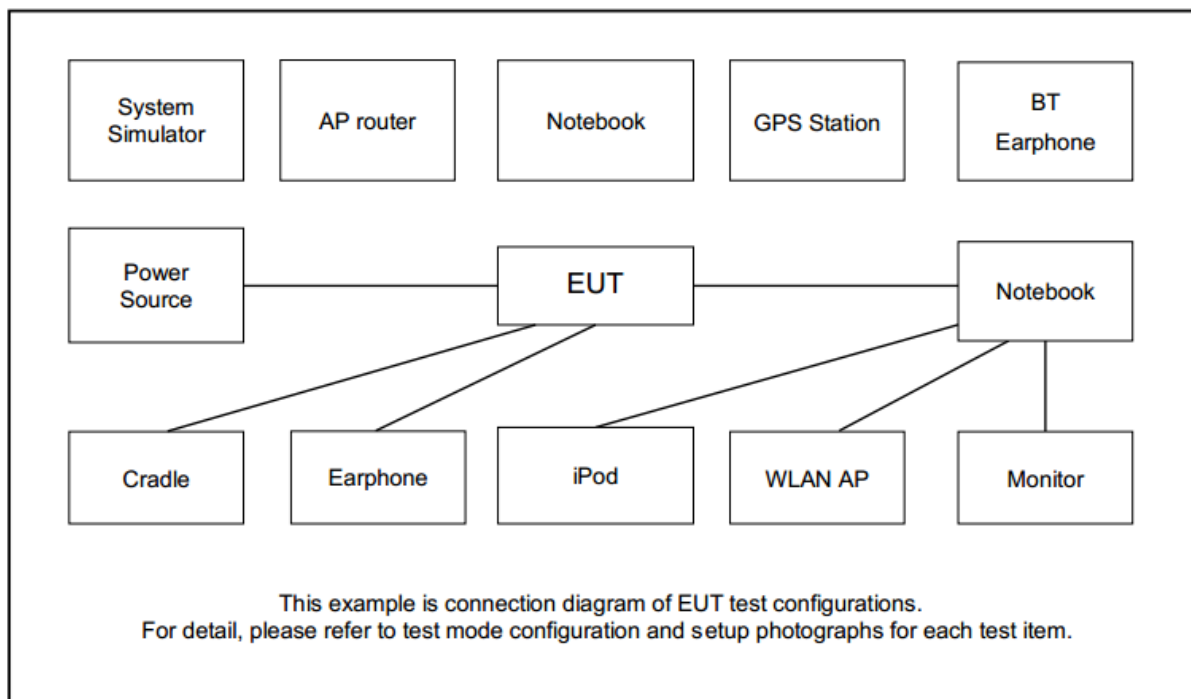 System
Simulator
AP router
Notebook
GPS Station
BT
Earphone
Power
Source
EUT
Notebook
Cradle
Earphone
iPod
WLAN AP
Monitor
This example is connection diagram of EUT test configurations.
For detail, please refer to test mode configuration and setup photographs for each test item.